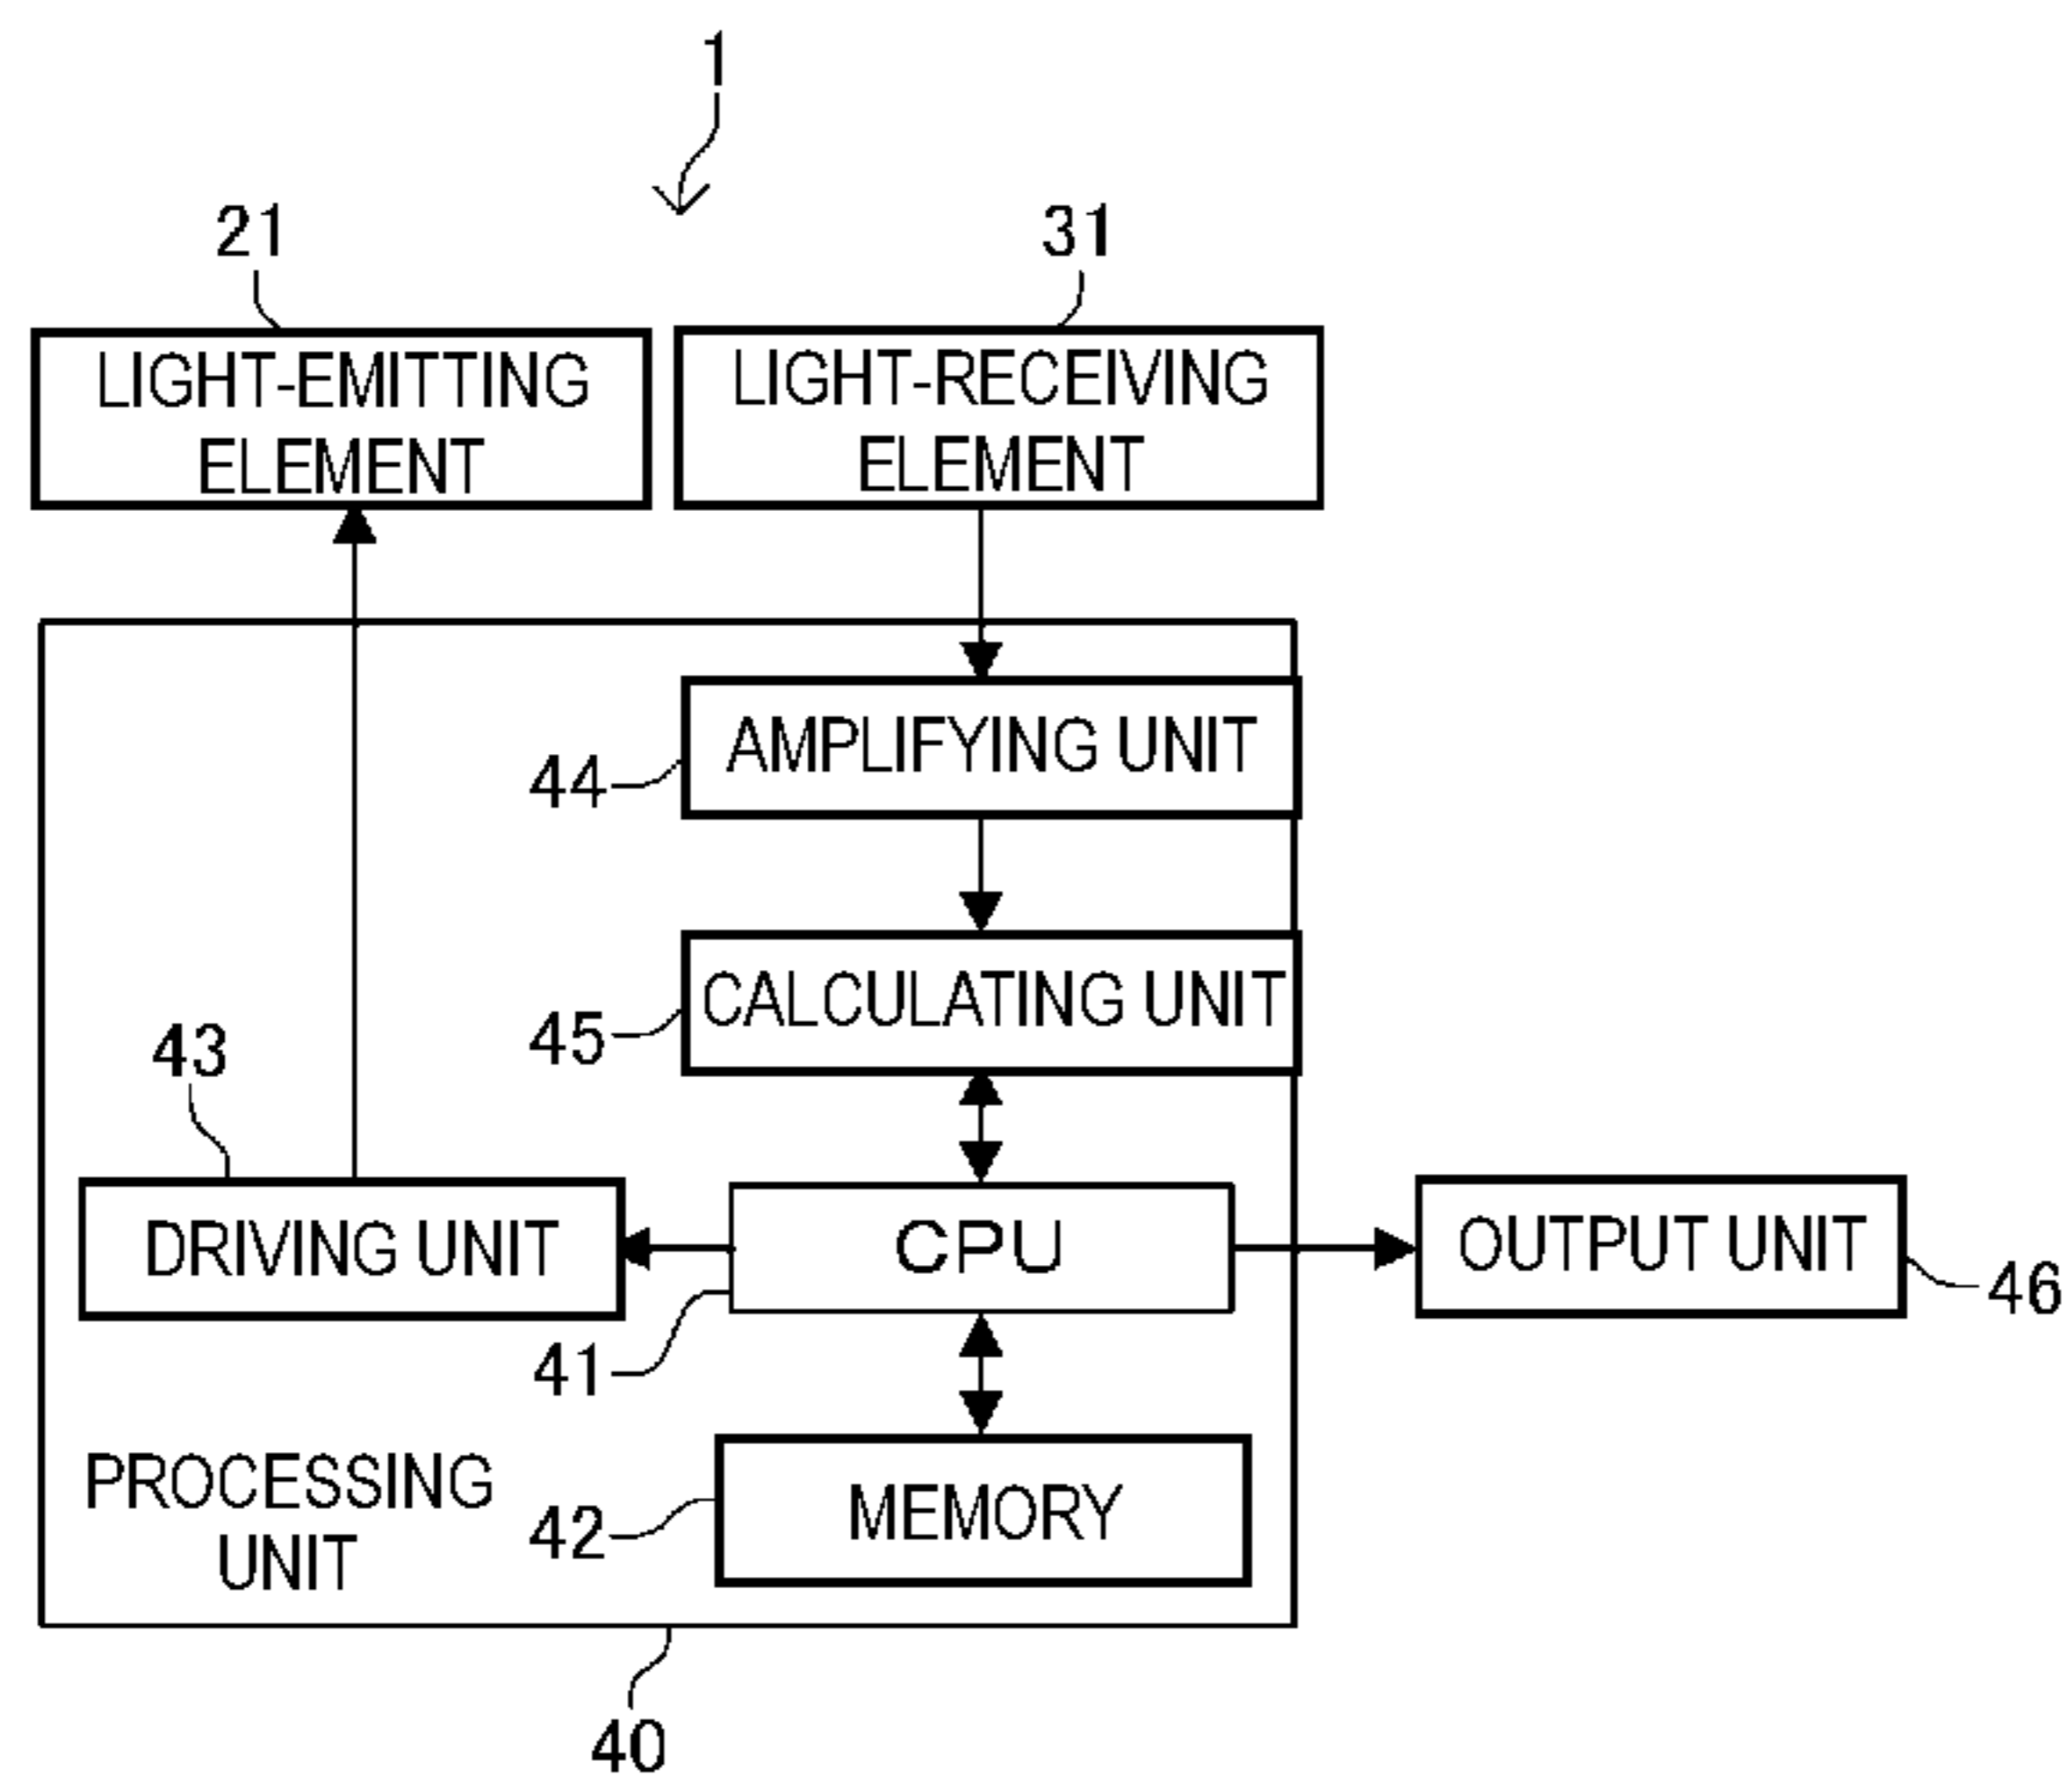 1
21
31
LIGHT-EMITTING
ELEMENT
LIGHT-RECEIVING
ELEMENT
AMPLIFYING UNIT
44
CALCULATING UNIT
45
43
DRIVING UNIT
CPU
OUTPUT UNIT
46
41
PROCESSING
UNIT
MEMORY
42
40